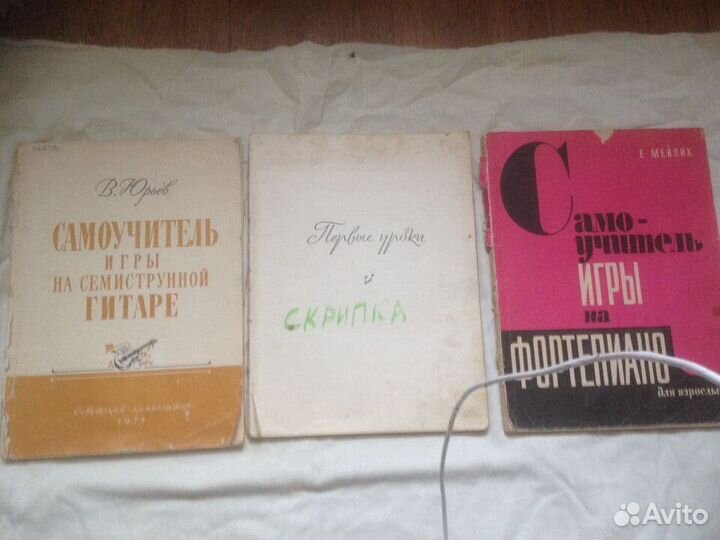 В. Юрьев
САМОУЧИТЕЛЬ
ИГРЫ
НА СЕМИСТРУННОЙ
ГИТАРЕ
Советский композитор
Первые уроки
СКРИПКА
Е. МЕЙЛИХ
Само-
учитель
ИГРЫ
на
ФОРТЕПИАНО
для взрослы
Avito